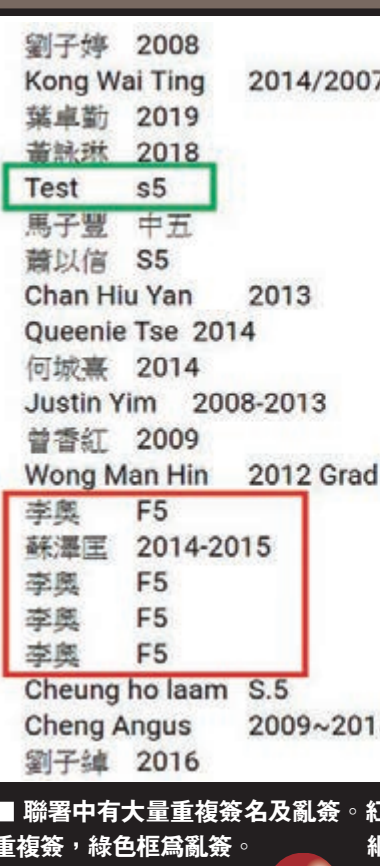 劉子婷 2008
Kong Wai Ting 2014/2007
葉卓勤 2019
黃詠琳 2018
Test s5
馬子豐 中五
蕭以信 S5
Chan Hiu Yan 2013
Queenie Tse 2014
何城熹 2014
Justin Yim 2008-2013
曾香紅 2009
Wong Man Hin 2012 Grad
李奧 F5
蘇澤匡 2014-2015
李奧 F5
李奧 F5
李奧 F5
Cheung ho laam S.5
Cheng Angus 2009~201
劉子綽 2016
■ 聯署中有大量重複簽名及亂簽。紅
重複簽，綠色框為亂簽。